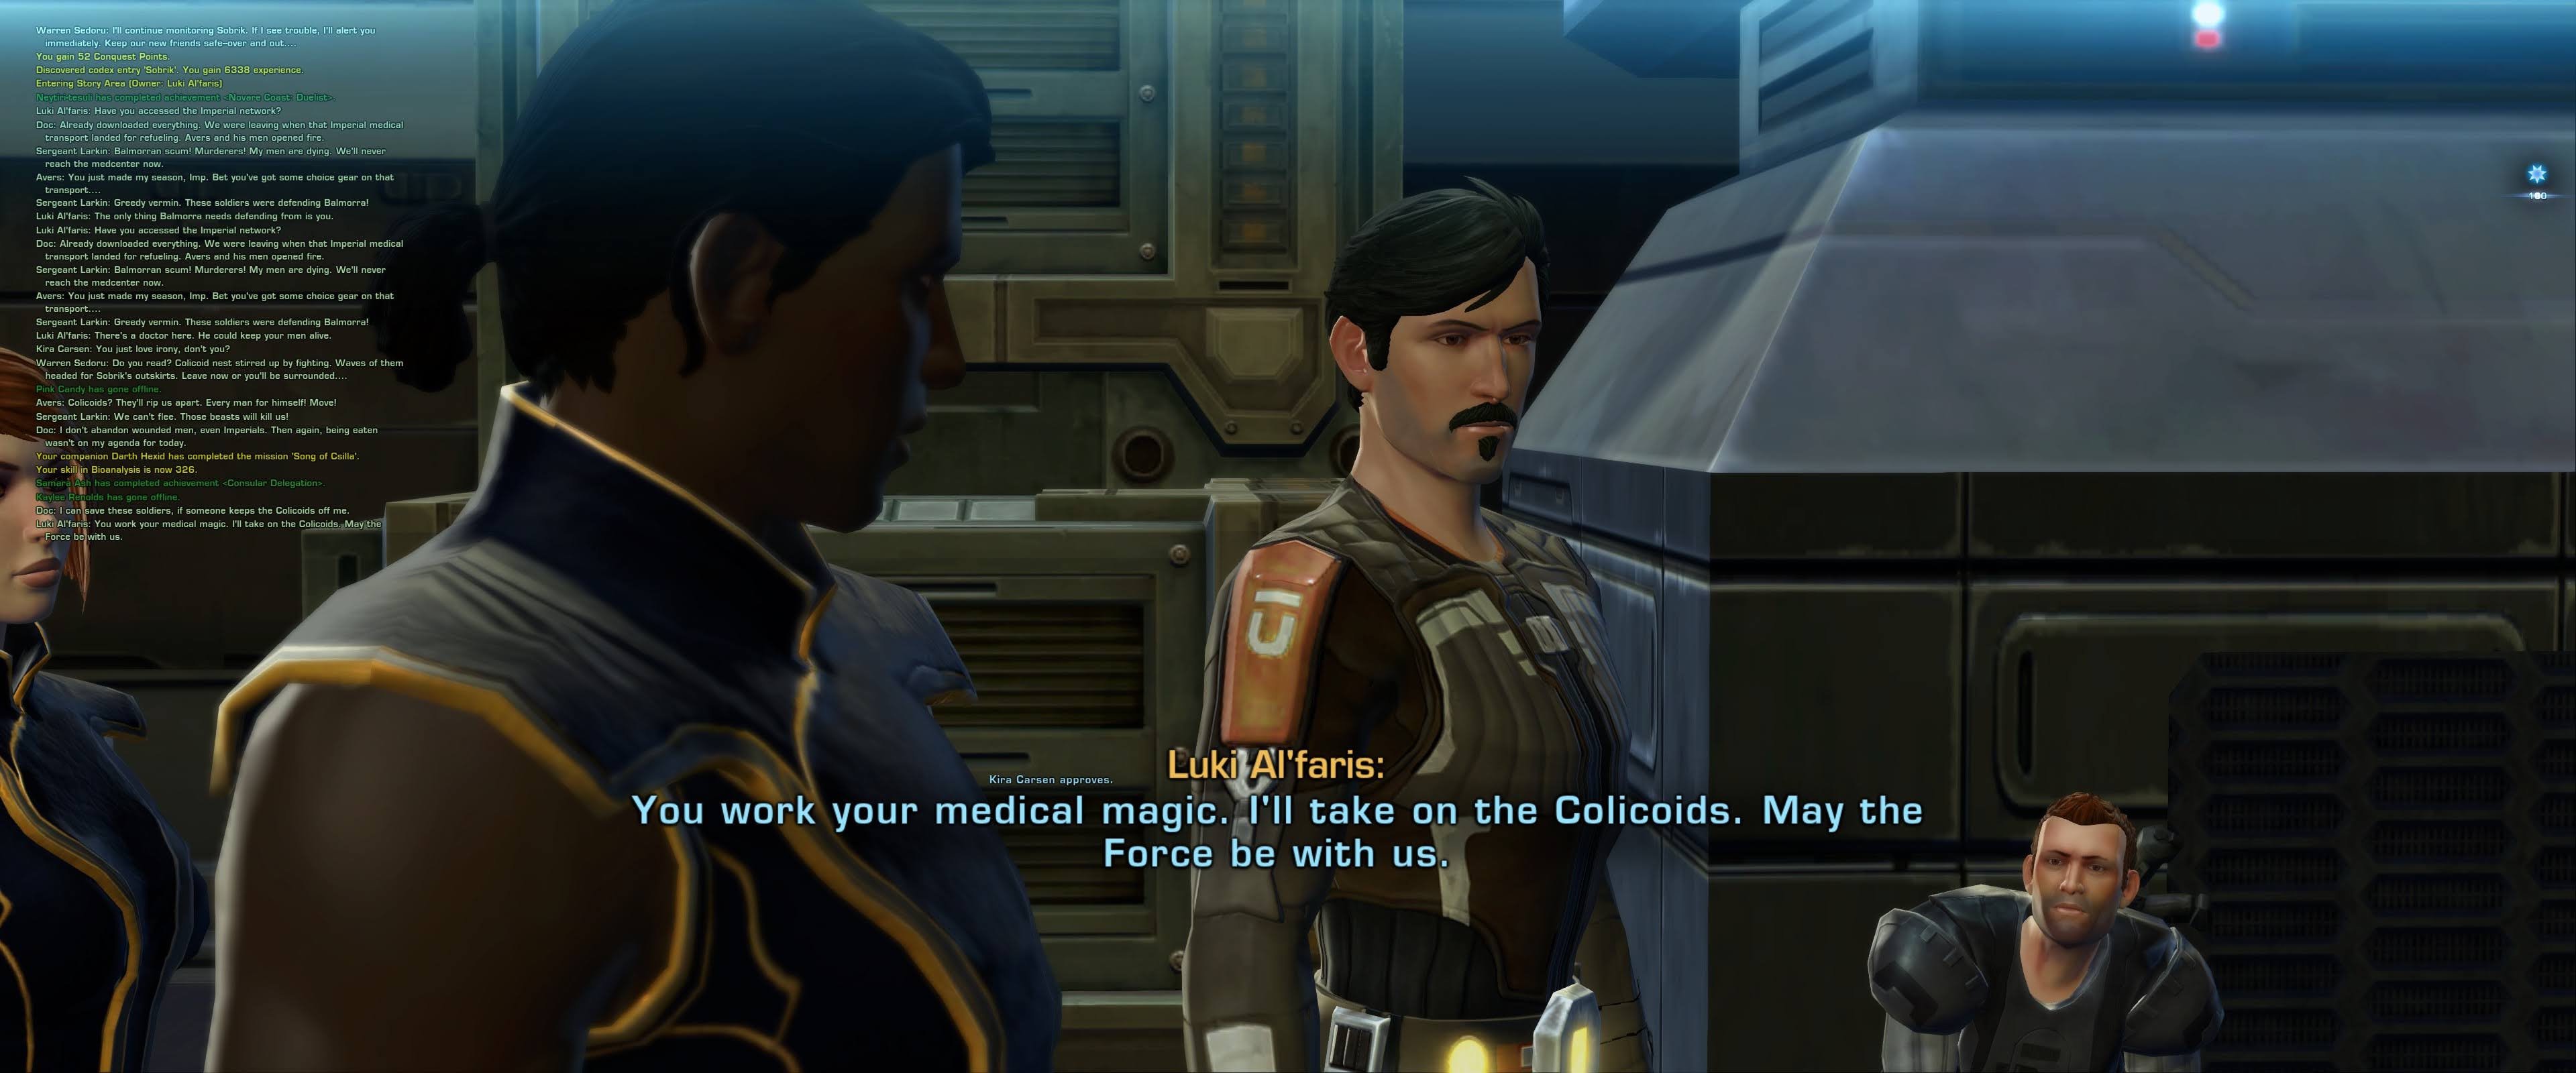 Warren Sedoru: I'll continue monitoring Sobrik. If I see trouble, I'll alert you
immediately. Keep our new friends safe–over and out....
You gain 52 Conquest Points.
Discovered codex entry 'Sobrik'. You gain 6338 experience.
Entering Story Area (Owner: Luki Al'faris)
Neytiri-tesuli has completed achievement <Novare Coast: Duelist>.
Luki Al'faris: Have you accessed the Imperial network?
Doc: Already downloaded everything. We were leaving when that Imperial medical
transport landed for refueling. Avers and his men opened fire.
Sergeant Larkin: Balmorran scum! Murderers! My men are dying. We'll never
reach the medcenter now.
Avers: You just made my season, Imp. Bet you've got some choice gear on that
transport....
Sergeant Larkin: Greedy vermin. These soldiers were defending Balmorra!
Luki Al'faris: The only thing Balmorra needs defending from is you.
Luki Al'faris: Have you accessed the Imperial network?
Doc: Already downloaded everything. We were leaving when that Imperial medical
transport landed for refueling. Avers and his men opened fire.
Sergeant Larkin: Balmorran scum! Murderers! My men are dying. We'll never
reach the medcenter now.
Avers: You just made my season, Imp. Bet you've got some choice gear on that
transport....
Sergeant Larkin: Greedy vermin. These soldiers were defending Balmorra!
Luki Al'faris: There's a doctor here. He could keep your men alive.
Kira Carsen: You just love irony, don't you?
Warren Sedoru: Do you read? Colicoid nest stirred up by fighting. Waves of them
headed for Sobrik's outskirts. Leave now or you'll be surrounded....
Pink Candy has gone offline.
Avers: Colicoids? They'll rip us apart. Every man for himself! Move!
Sergeant Larkin: We can't flee. Those beasts will kill us!
Doc: I don't abandon wounded men, even Imperials. Then again, being eaten
wasn't on my agenda for today.
Your companion Darth Hexid has completed the mission 'Song of Csilla'.
Your skill in Bioanalysis is now 326.
Samara Ash has completed achievement <Consular Delegation>.
Kaylee Renolds has gone offline.
Doc: I can save these soldiers, if someone keeps the Colicoids off me.
Luki Al'faris: You work your medical magic. I'll take on the Colicoids. May the
Force be with us.
180
Kira Carsen approves.
Luki Al'faris:
You work your medical magic. I'll take on the Colicoids. May the
Force be with us.